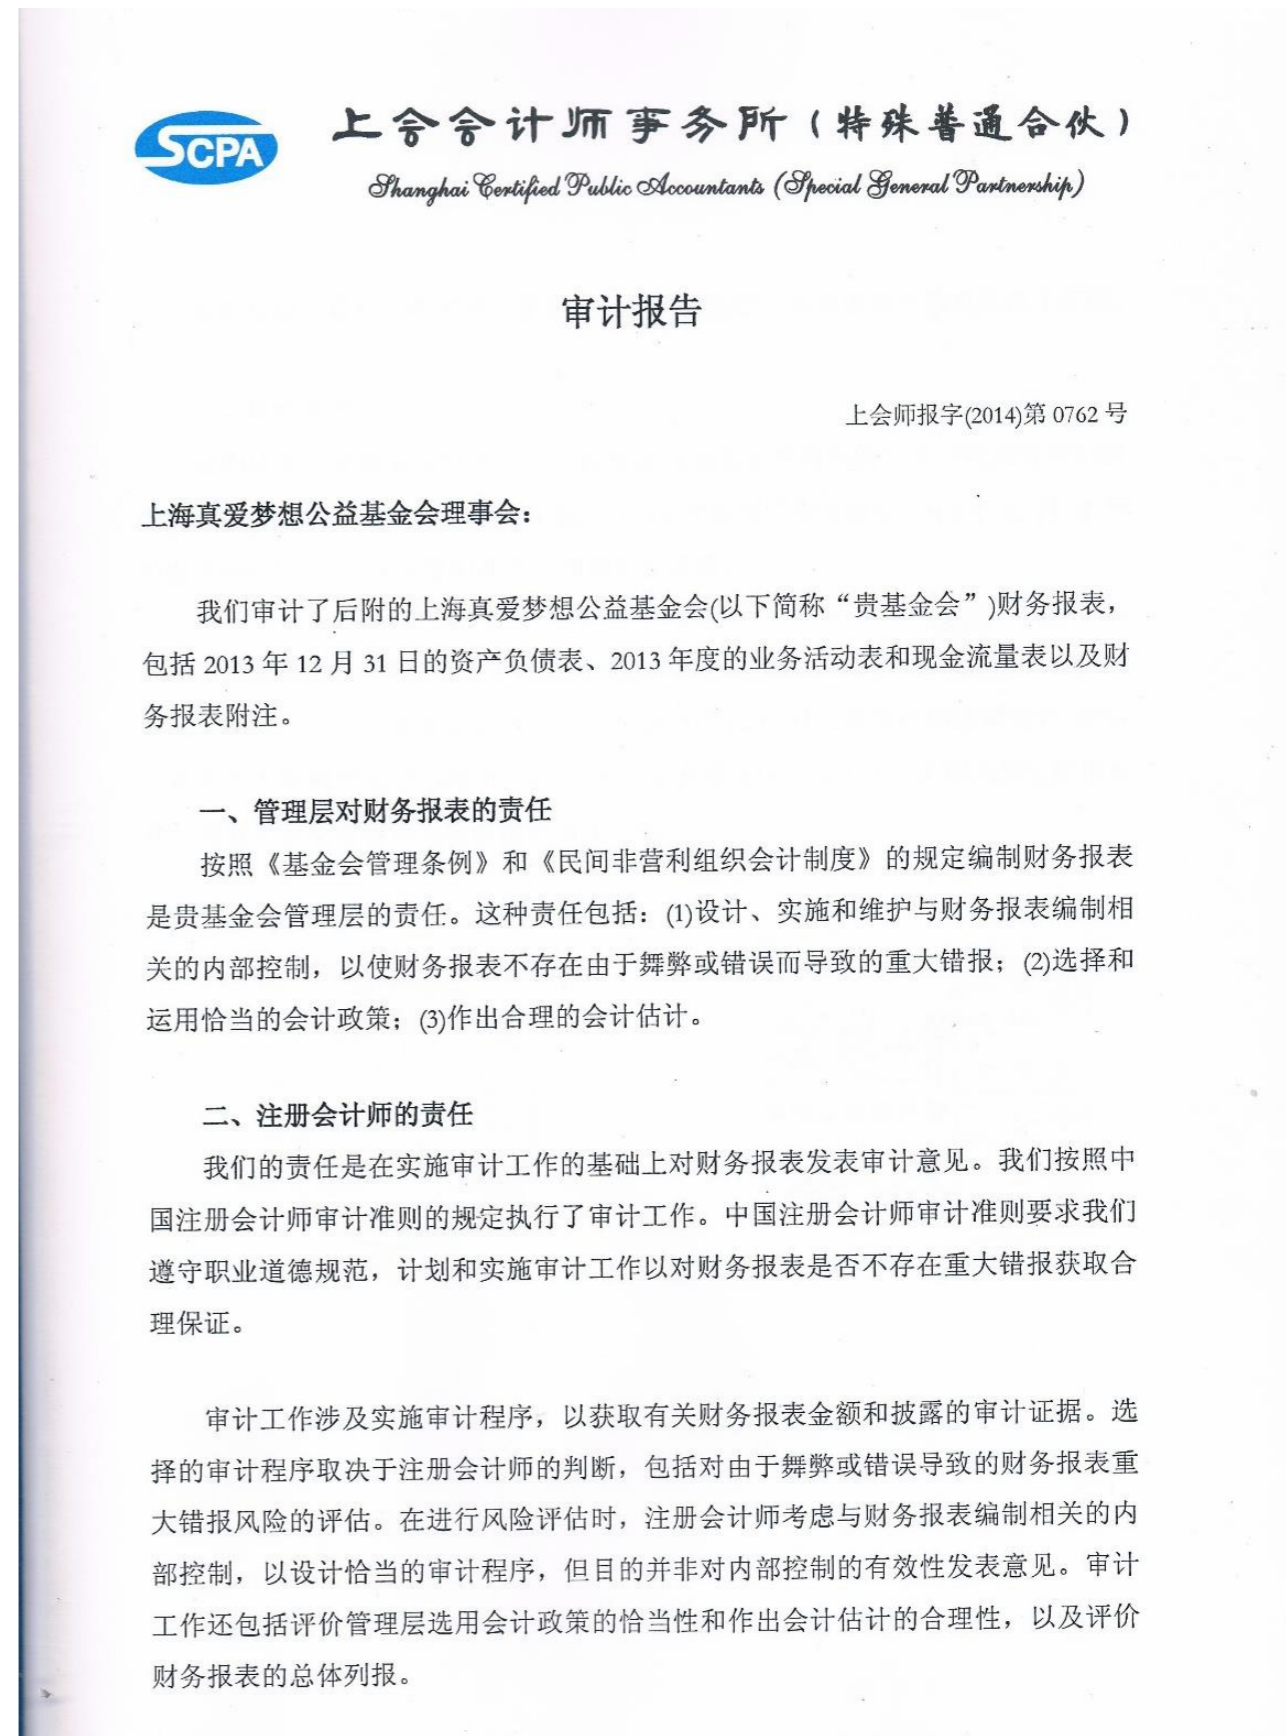 SCPA
上会会计师事务所(特殊普通合伙)
Shanghai Certified Public Accountants (Special General Partnership)
审计报告
上会师报字(2014)第 0762 号
上海真爱梦想公益基金会理事会：
我们审计了后附的上海真爱梦想公益基金会(以下简称“贵基金会”)财务报表，
包括 2013 年 12 月 31 日的资产负债表、2013 年度的业务活动表和现金流量表以及财
务报表附注。
一、管理层对财务报表的责任
按照《基金会管理条例》和《民间非营利组织会计制度》的规定编制财务报表
是贵基金会管理层的责任。这种责任包括：(1)设计、实施和维护与财务报表编制相
关的内部控制，以使财务报表不存在由于舞弊或错误而导致的重大错报；(2)选择和
运用恰当的会计政策；(3)作出合理的会计估计。
二、注册会计师的责任
我们的责任是在实施审计工作的基础上对财务报表发表审计意见。我们按照中
国注册会计师审计准则的规定执行了审计工作。中国注册会计师审计准则要求我们
遵守职业道德规范，计划和实施审计工作以对财务报表是否不存在重大错报获取合
理保证。
审计工作涉及实施审计程序，以获取有关财务报表金额和披露的审计证据。选
择的审计程序取决于注册会计师的判断，包括对由于舞弊或错误导致的财务报表重
大错报风险的评估。在进行风险评估时，注册会计师考虑与财务报表编制相关的内
部控制，以设计恰当的审计程序，但目的并非对内部控制的有效性发表意见。审计
工作还包括评价管理层选用会计政策的恰当性和作出会计估计的合理性，以及评价
财务报表的总体列报。